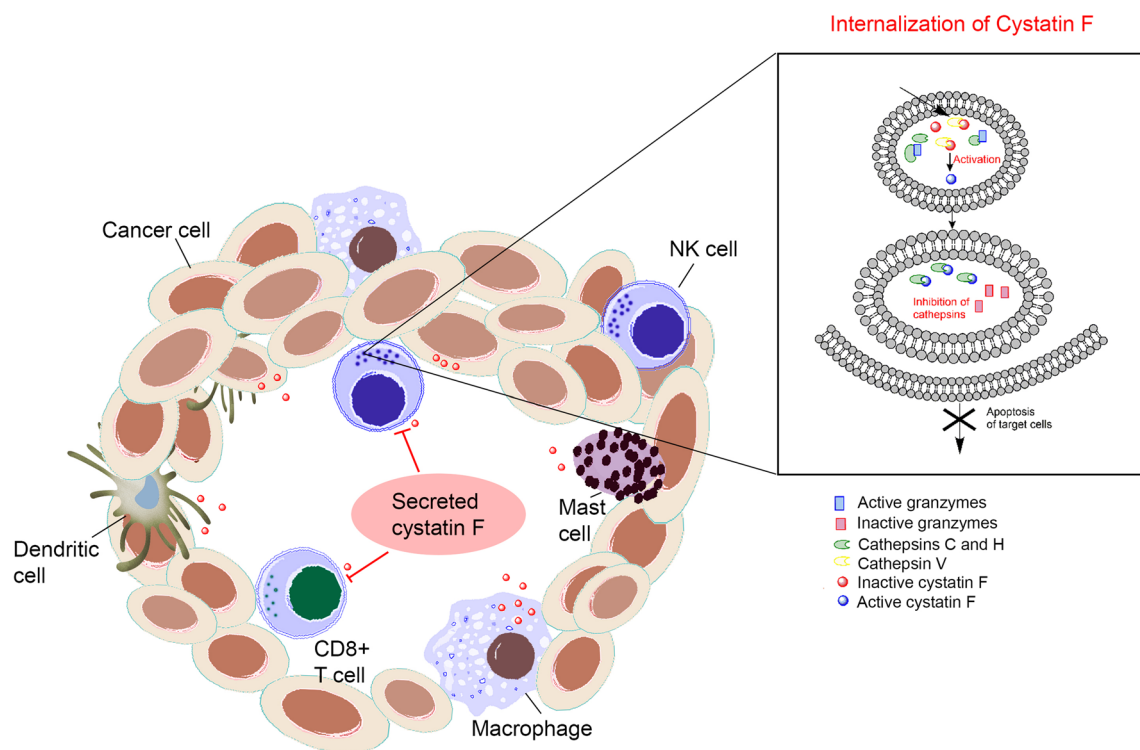 Internalization of Cystatin F
Activation
Inhibition of
cathepsins
Apoptosis
of target cells
Cancer cell
NK cell
Secreted
cystatin F
Mast
cell
Dendritic
cell
CD8+
T cell
Macrophage
Active granzymes
Inactive granzymes
Cathepsins C and H
Cathepsin V
Inactive cystatin F
Active cystatin F